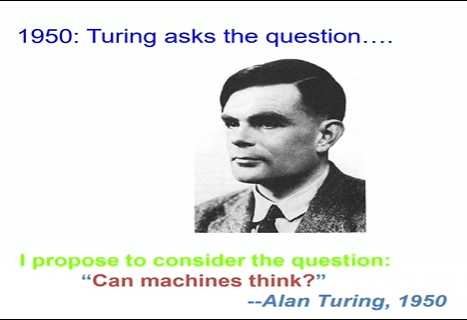 1950: Turing asks the question....
I propose to consider the question:
“Can machines think?”
--Alan Turing, 1950